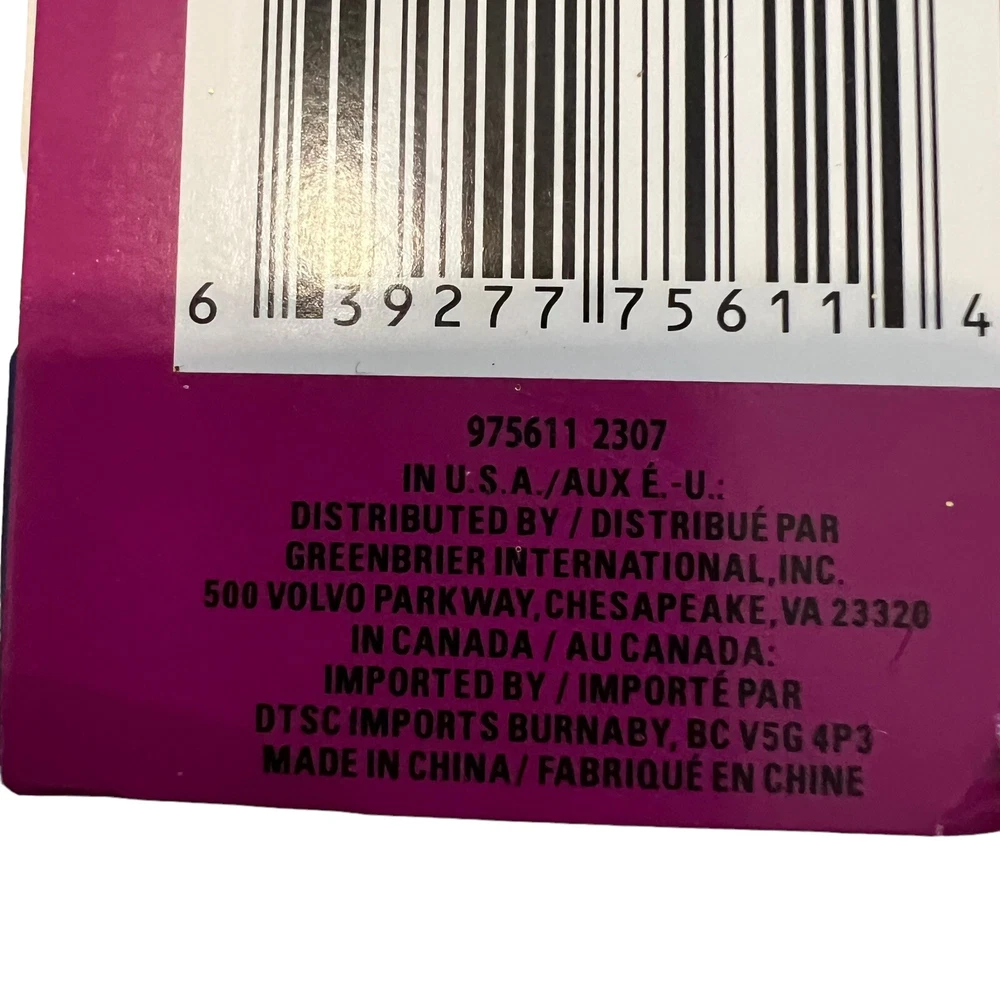 6 39277 75611 4
975611 2307
IN U.S.A./AUX É.-U.:
DISTRIBUTED BY / DISTRIBUÉ PAR
GREENBRIER INTERNATIONAL, INC.
500 VOLVO PARKWAY, CHESAPEAKE, VA 23320
IN CANADA / AU CANADA:
IMPORTED BY / IMPORTÉ PAR
DTSC IMPORTS BURNABY, BC V5G 4P3
MADE IN CHINA / FABRIQUÉ EN CHINE